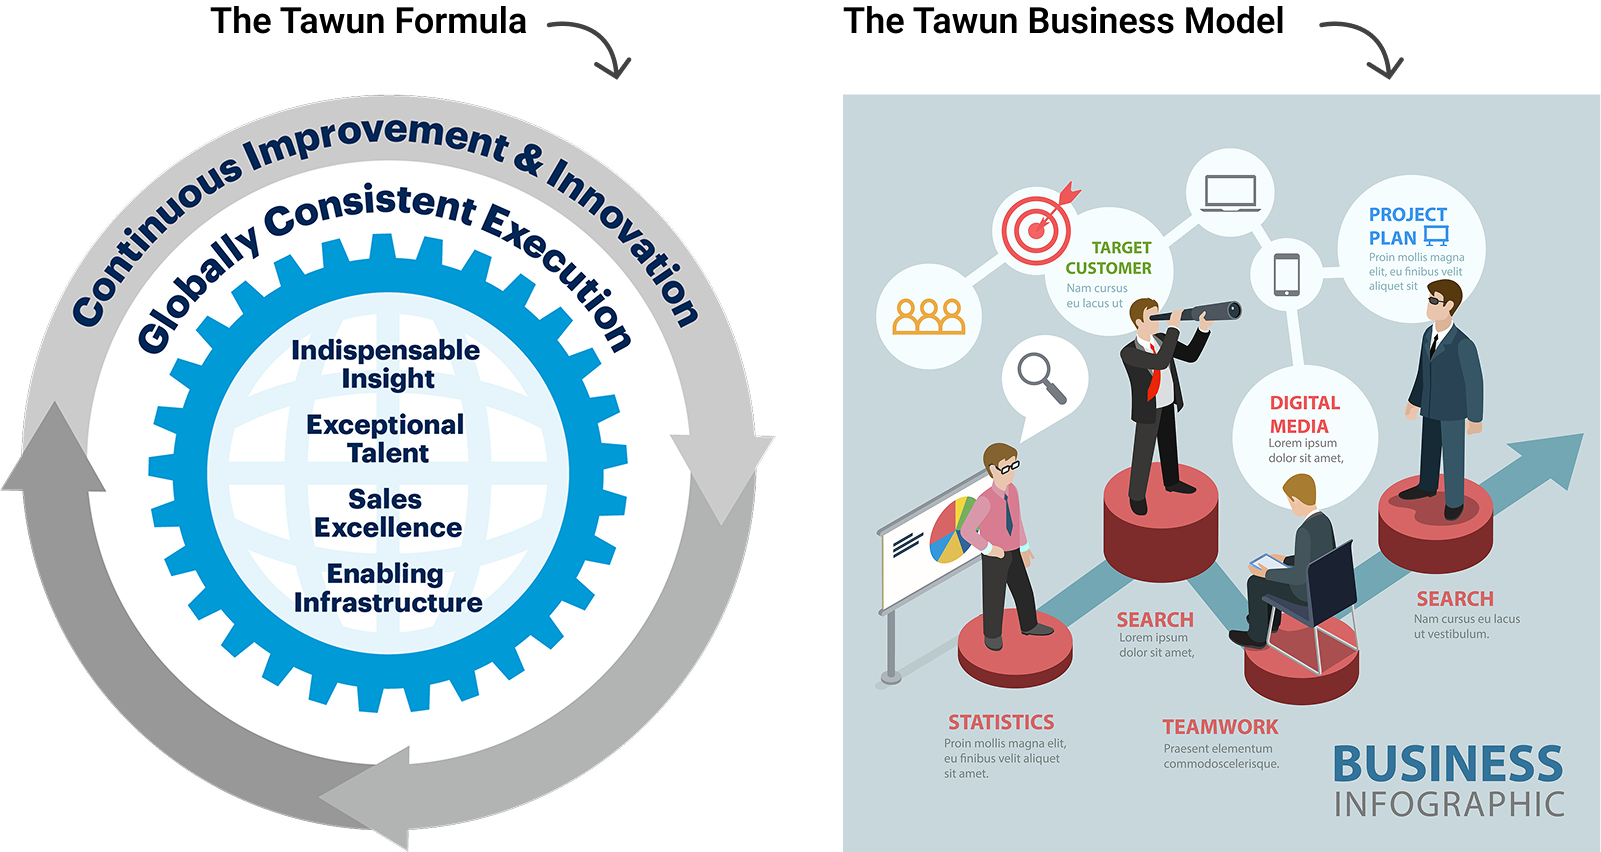 The Tawun Formula
Continuous Improvement & Innovation
Globally Consistent Execution
Indispensable
Insight
Exceptional
Talent
Sales
Excellence
Enabling
Infrastructure
The Tawun Business Model
TARGET
CUSTOMER
Nam cursus
eu lacus ut
PROJECT
PLAN
Proin mollis magna
elit, eu finibus velit
aliquet sit
DIGITAL
MEDIA
Lorem ipsum
dolor sit amet,
SEARCH
Lorem ipsum
dolor sit amet,
SEARCH
Nam cursus eu lacus
ut vestibulum.
STATISTICS
Proin mollis magna elit,
eu finibus velit aliquet
sit amet.
TEAMWORK
Praesent elementum
commodoscelerisque.
BUSINESS
INFOGRAPHIC